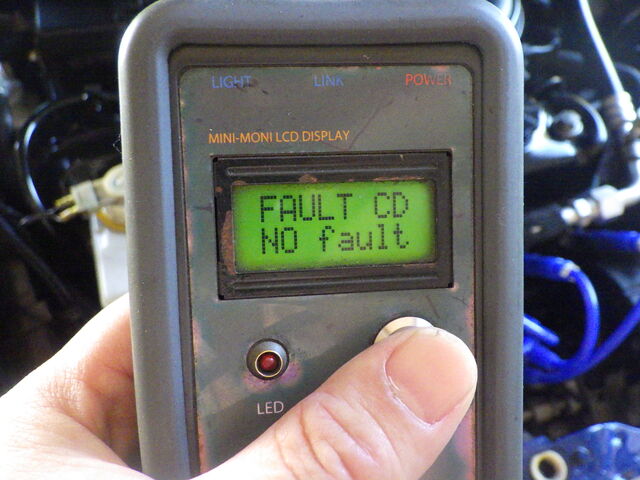 LIGHT LINK POWER
MINI-MONI LCD DISPLAY
FAULT CD
NO fault
LED